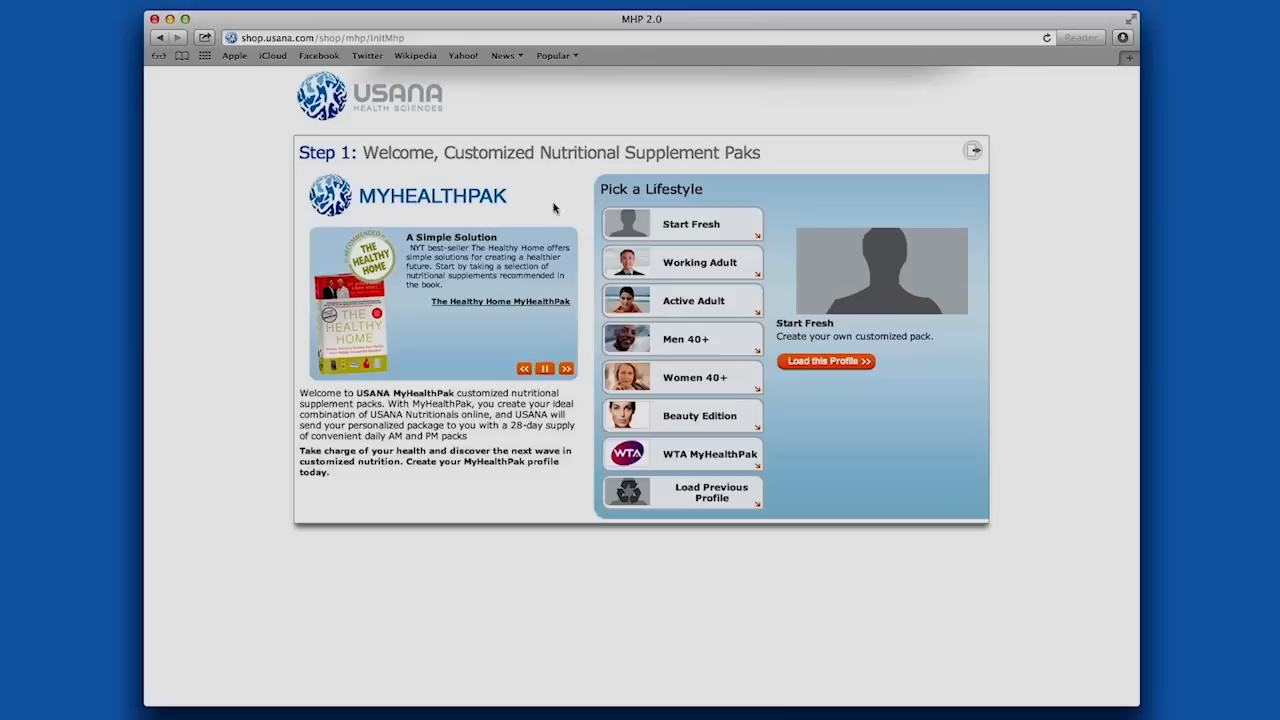 MHP 2.0
shop.usana.com/shop/mhp/InitMhp
Reader
Apple iCloud Facebook Twitter Wikipedia Yahoo! News Popular
USANA
HEALTH SCIENCES
Step 1: Welcome, Customized Nutritional Supplement Paks
MYHEALTHPAK
RECOMMENDED IN
THE
HEALTHY
HOME
THE
HEALTHY
HOME
A Simple Solution
NYT best-seller The Healthy Home offers
simple solutions for creating a healthier
future. Start by taking a selection of
nutritional supplements recommended in
the book.
The Healthy Home MyHealthPak
Welcome to USANA MyHealthPak customized nutritional
supplement packs. With MyHealthPak, you create your ideal
combination of USANA Nutritionals online, and USANA will
send your personalized package to you with a 28-day supply
of convenient daily AM and PM packs
Take charge of your health and discover the next wave in
customized nutrition. Create your MyHealthPak profile
today.
Pick a Lifestyle
Start Fresh
Working Adult
Active Adult
Men 40+
Women 40+
Beauty Edition
WTA
WTA MyHealthPak
Load Previous
Profile
Start Fresh
Create your own customized pack.
Load this Profile >>